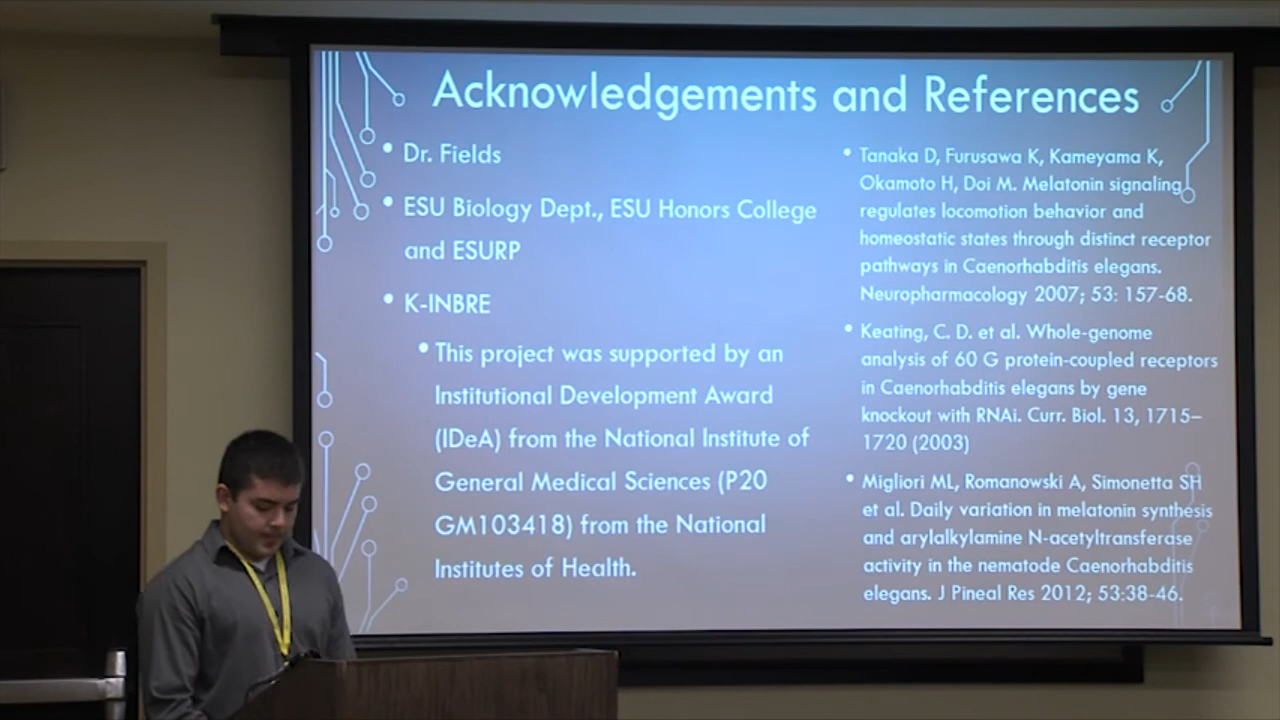 Acknowledgements and References
• Dr. Fields
• ESU Biology Dept., ESU Honors College
and ESURP
• K-INBRE
• This project was supported by an
Institutional Development Award
(IDeA) from the National Institute of
General Medical Sciences (P20
GM103418) from the National
Institutes of Health.
• Tanaka D, Furusawa K, Kameyama K,
Okamoto H, Doi M. Melatonin signaling
regulates locomotion behavior and
homeostatic states through distinct receptor
pathways in Caenorhabditis elegans.
Neuropharmacology 2007; 53: 157-68.
• Keating, C. D. et al. Whole-genome
analysis of 60 G protein-coupled receptors
in Caenorhabditis elegans by gene
knockout with RNAi. Curr. Biol. 13, 1715–
1720 (2003)
• Migliori ML, Romanowski A, Simonetta SH
et al. Daily variation in melatonin synthesis
and arylalkylamine N-acetyltransferase
activity in the nematode Caenorhabditis
elegans. J Pineal Res 2012; 53:38-46.